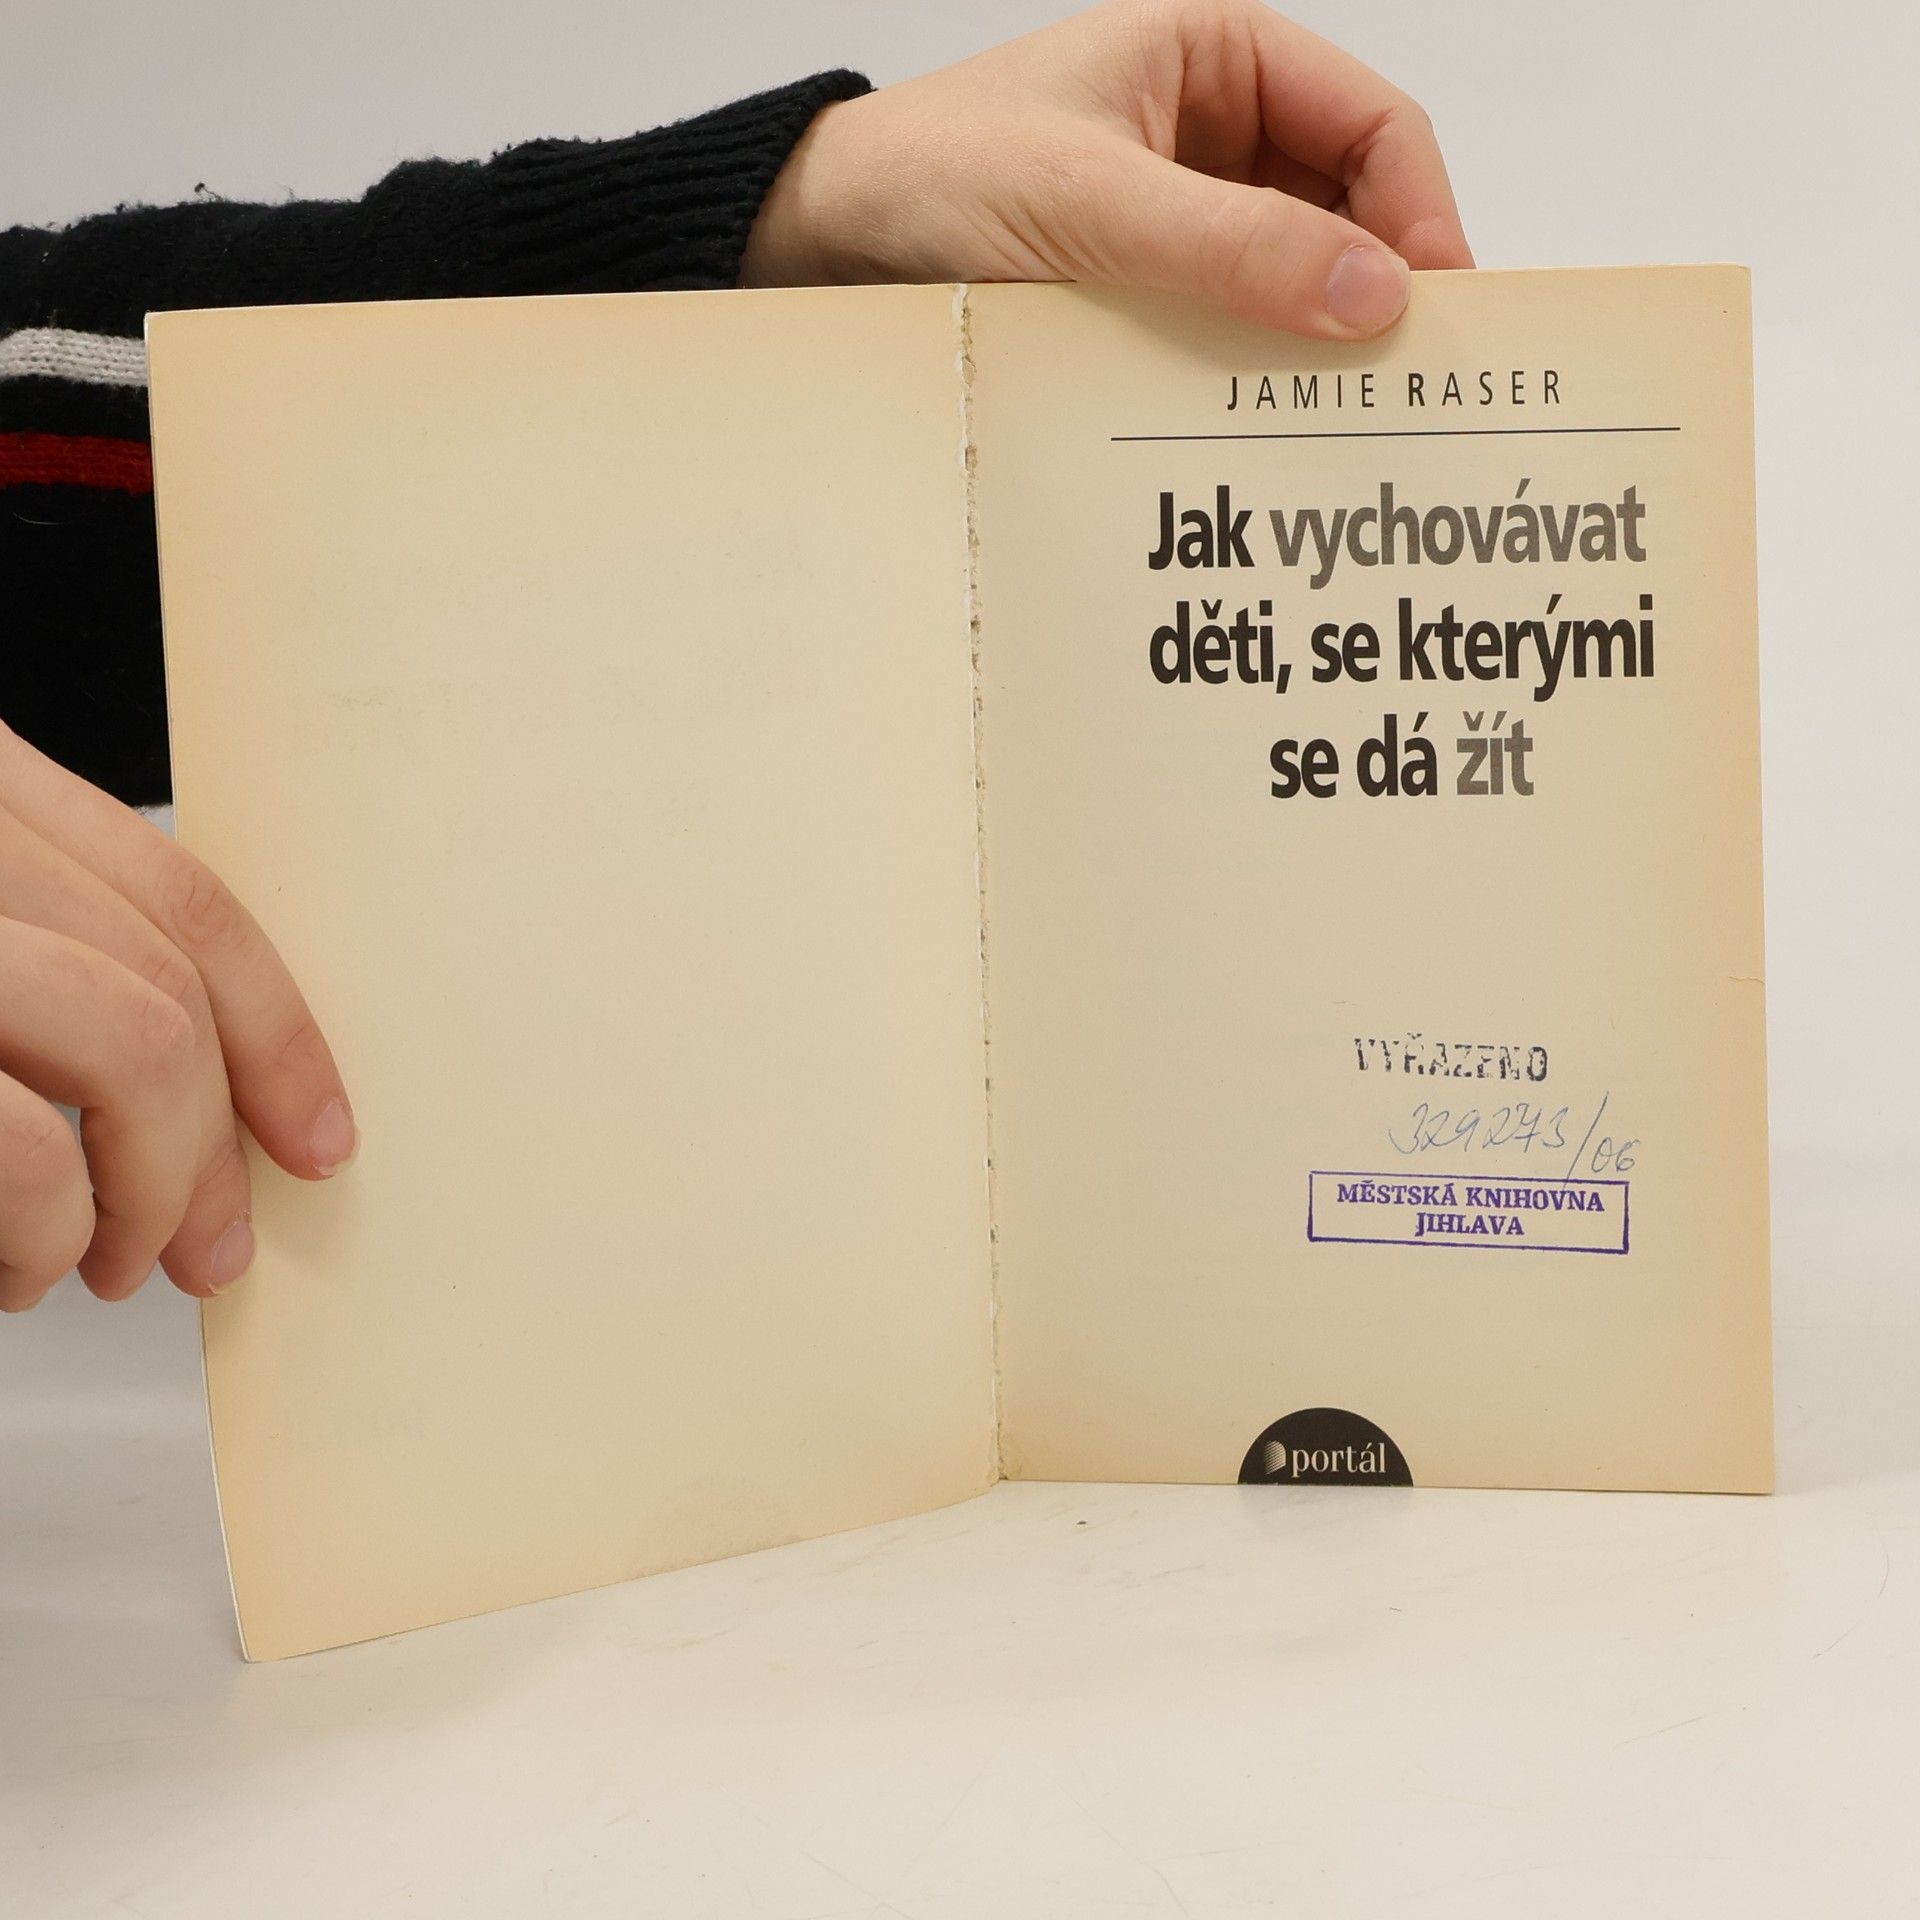 JAMIE RASER
Jak vychovávat
děti, se kterými
se dá žít
VYŘAZENO
329273/06
MĚSTSKÁ KNIHOVNA
JIHLAVA
portál